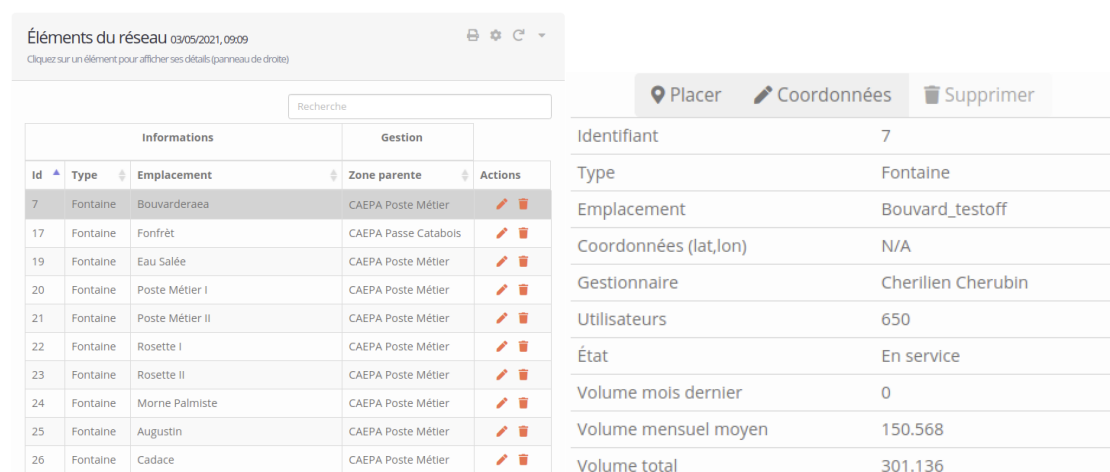 Éléments du réseau 03/05/2021, 09:09
Cliquez sur un élément pour afficher ses détails (panneau de droite)
Recherche
Informations Gestion
Id Type Emplacement Zone parente Actions
7 Fontaine Bouvarderaea CAEPA Poste Métier
17 Fontaine Fonfrèt CAEPA Passe Catabois
19 Fontaine Eau Salée CAEPA Poste Métier
20 Fontaine Poste Métier I CAEPA Poste Métier
21 Fontaine Poste Métier II CAEPA Poste Métier
22 Fontaine Rosette I CAEPA Poste Métier
23 Fontaine Rosette II CAEPA Poste Métier
24 Fontaine Morne Palmiste CAEPA Poste Métier
25 Fontaine Augustin CAEPA Poste Métier
26 Fontaine Cadace CAEPA Poste Métier
Placer Coordonnées Supprimer
Identifiant 7
Type Fontaine
Emplacement Bouvard_testoff
Coordonnées (lat,lon) N/A
Gestionnaire Cherilien Cherubin
Utilisateurs 650
État En service
Volume mois dernier 0
Volume mensuel moyen 150.568
Volume total 301.136